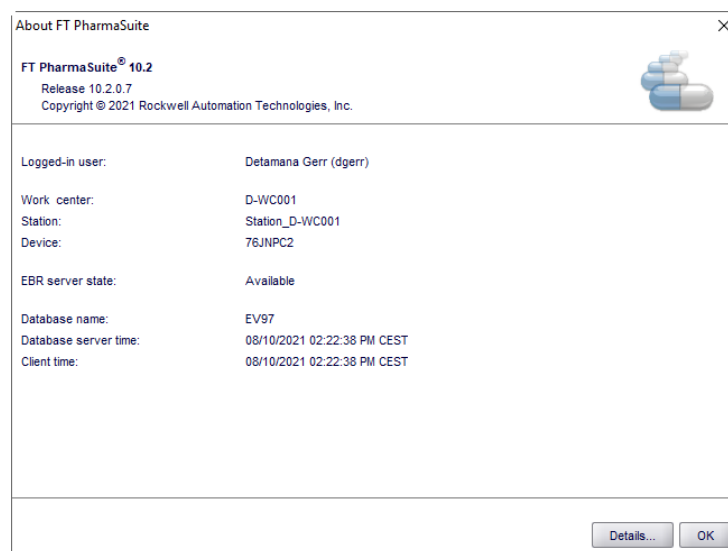 About FT PharmaSuite
FT PharmaSuite® 10.2
Release 10.2.0.7
Copyright © 2021 Rockwell Automation Technologies, Inc.
Logged-in user: Detamana Gerr (dgerr)
Work center: D-WC001
Station: Station_D-WC001
Device: 76JNPC2
EBR server state: Available
Database name: EV97
Database server time: 08/10/2021 02:22:38 PM CEST
Client time: 08/10/2021 02:22:38 PM CEST
Details... OK